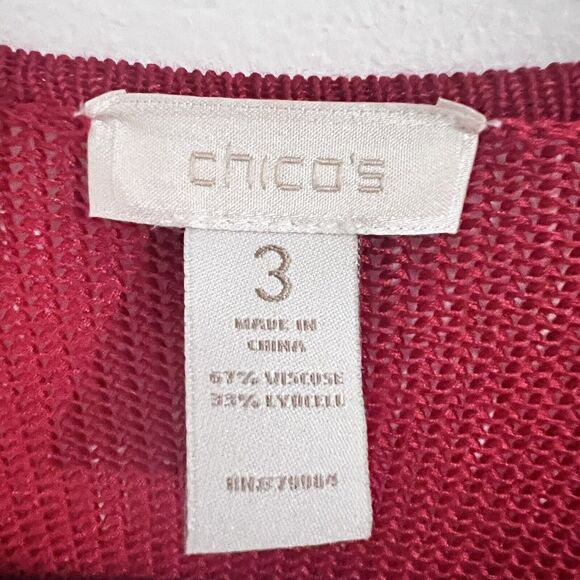 chico's
3
MADE IN
CHINA
67% VISCOSE
33% LYOCELL